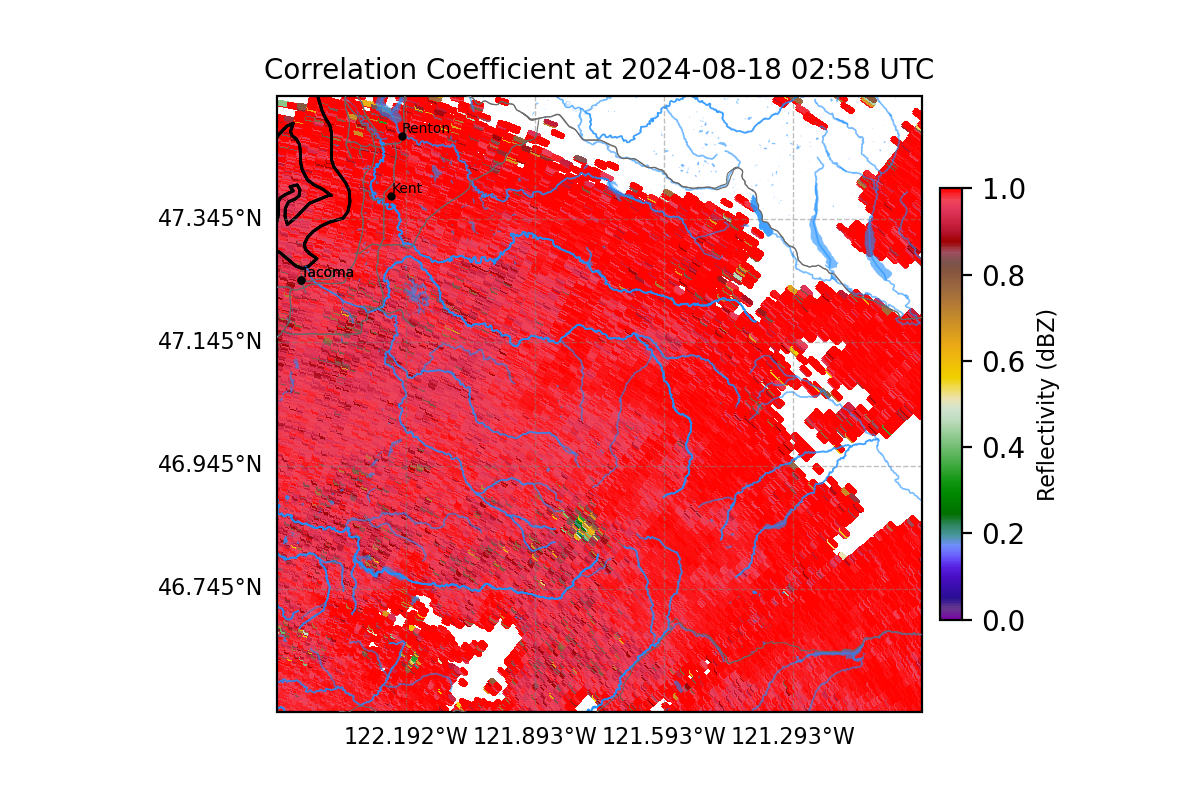 Correlation Coefficient at 2024-08-18 02:58 UTC
Renton
Kent
Tacoma
47.345°N
47.145°N
46.945°N
46.745°N
122.192°W 121.893°W 121.593°W 121.293°W
1.0
0.8
0.6
0.4
0.2
0.0
Reflectivity (dBZ)